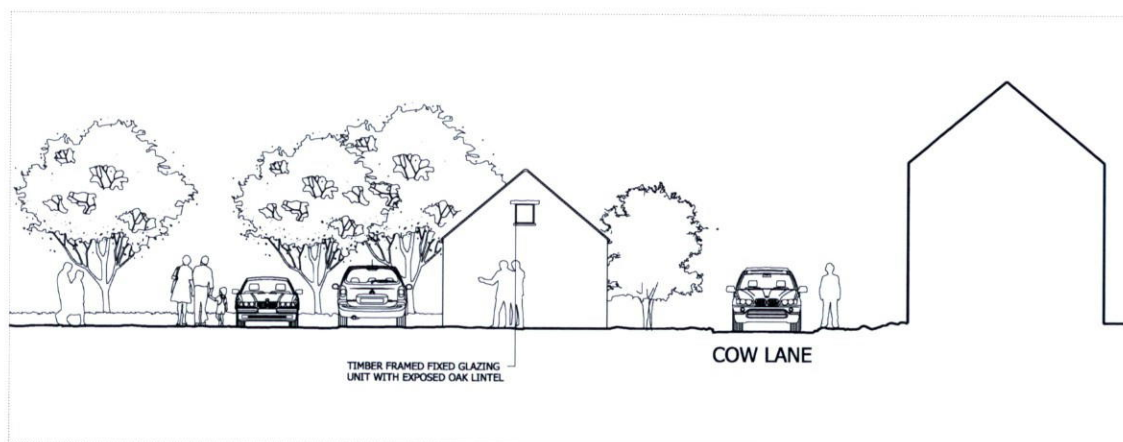 TIMBER FRAMED FIXED GLAZING
UNIT WITH EXPOSED OAK LINTEL
COW LANE